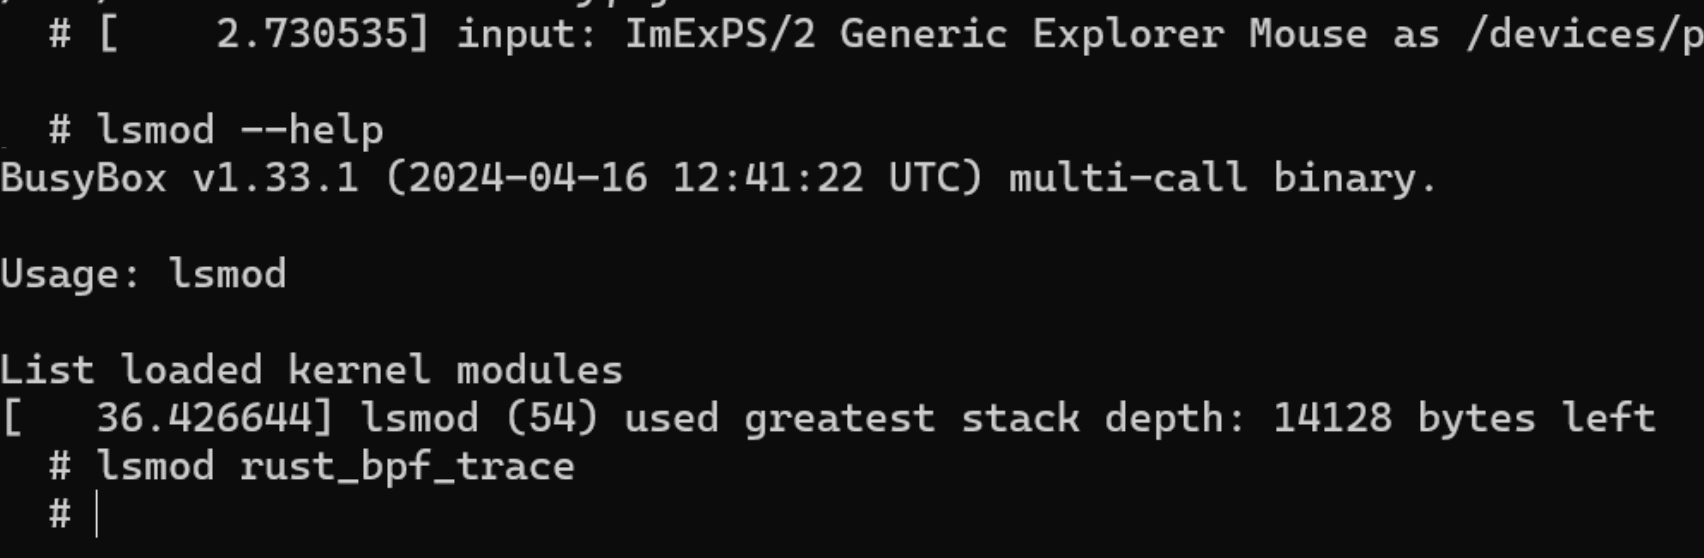 # [    2.730535] input: ImExPS/2 Generic Explorer Mouse as /devices/p
# lsmod --help
BusyBox v1.33.1 (2024-04-16 12:41:22 UTC) multi-call binary.
Usage: lsmod
List loaded kernel modules
[   36.426644] lsmod (54) used greatest stack depth: 14128 bytes left
# lsmod rust_bpf_trace
#